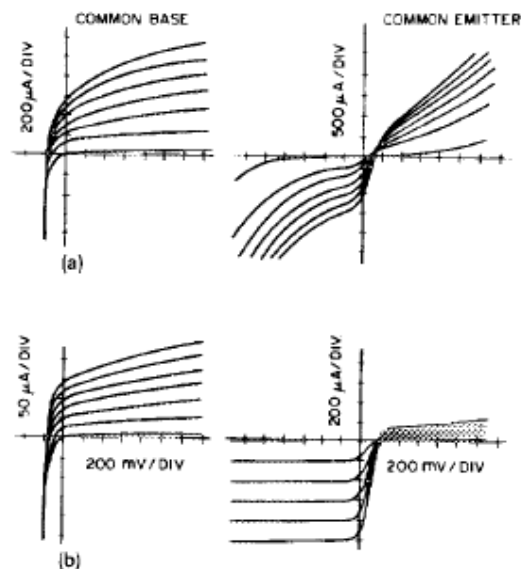 COMMON BASE
COMMON EMITTER
200 μA/DIV
500 μA/DIV
(a)
50 μA/DIV
200 μA/DIV
200 mV/DIV
200 mV/DIV
(b)